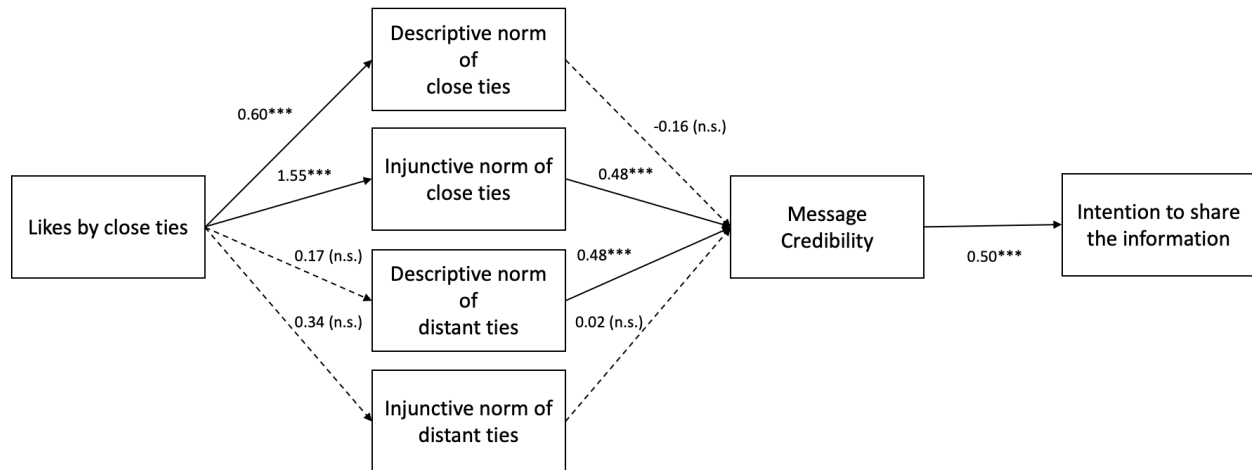 Descriptive norm
of
close ties
0.60***
-0.16 (n.s.)
Injunctive norm of
close ties
1.55***
0.48***
Likes by close ties
Message
Credibility
Intention to share
the information
0.50***
0.17 (n.s.)
0.48***
Descriptive norm
of
distant ties
0.34 (n.s.)
0.02 (n.s.)
Injunctive norm of
distant ties